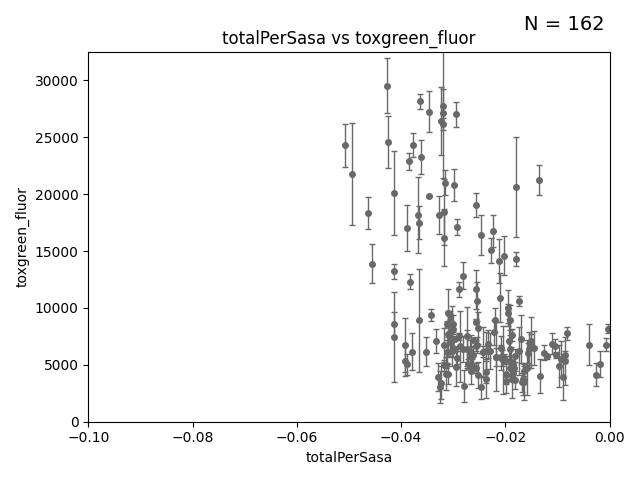 N = 162
totalPerSasa vs toxgreen_fluor
30000
25000
20000
15000
10000
5000
0
toxgreen_fluor
−0.10 −0.08 −0.06 −0.04 −0.02 0.00
totalPerSasa